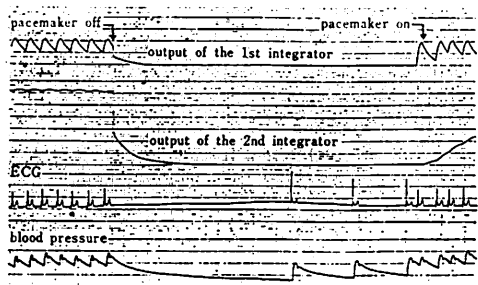 pacemaker off
pacemaker on
output of the 1st integrator
output of the 2nd integrator
ECG
blood pressure